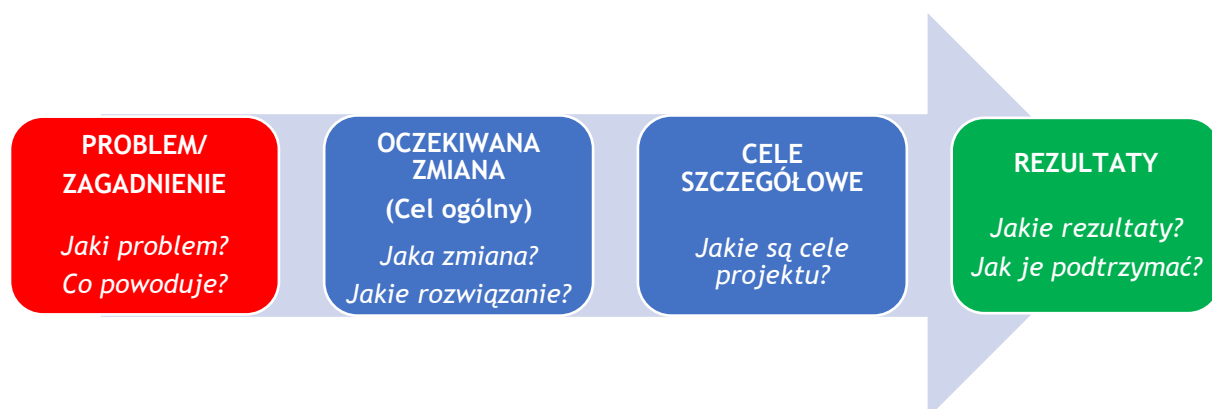 PROBLEM/
ZAGADNIENIE
Jaki problem?
Co powoduje?
OCZEKIWANA
ZMIANA
(Cel ogólny)
Jaka zmiana?
Jakie rozwiązanie?
CELE
SZCZEGÓŁOWE
Jakie są cele
projektu?
REZULTATY
Jakie rezultaty?
Jak je podtrzymać?